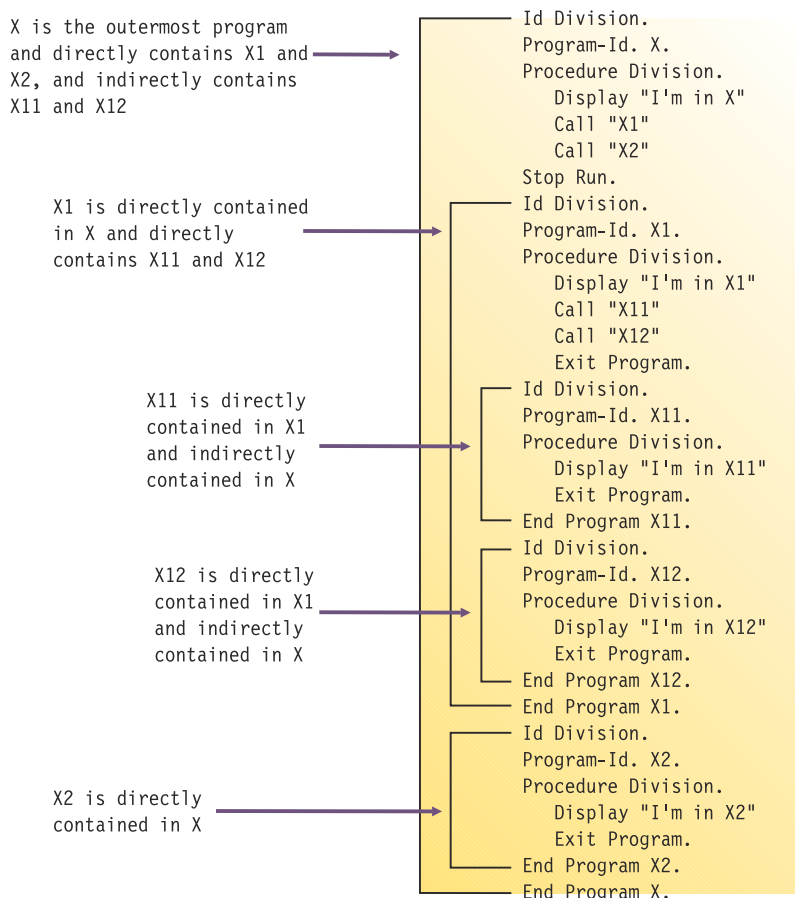 X is the outermost program
and directly contains X1 and
X2, and indirectly contains
X11 and X12
X1 is directly contained
in X and directly
contains X11 and X12
X11 is directly
contained in X1
and indirectly
contained in X
X12 is directly
contained in X1
and indirectly
contained in X
X2 is directly
contained in X
Id Division.
Program-Id. X.
Procedure Division.
Display "I'm in X"
Call "X1"
Call "X2"
Stop Run.
Id Division.
Program-Id. X1.
Procedure Division.
Display "I'm in X1"
Call "X11"
Call "X12"
Exit Program.
Id Division.
Program-Id. X11.
Procedure Division.
Display "I'm in X11"
Exit Program.
End Program X11.
Id Division.
Program-Id. X12.
Procedure Division.
Display "I'm in X12"
Exit Program.
End Program X12.
End Program X1.
Id Division.
Program-Id. X2.
Procedure Division.
Display "I'm in X2"
Exit Program.
End Program X2.
End Program X.